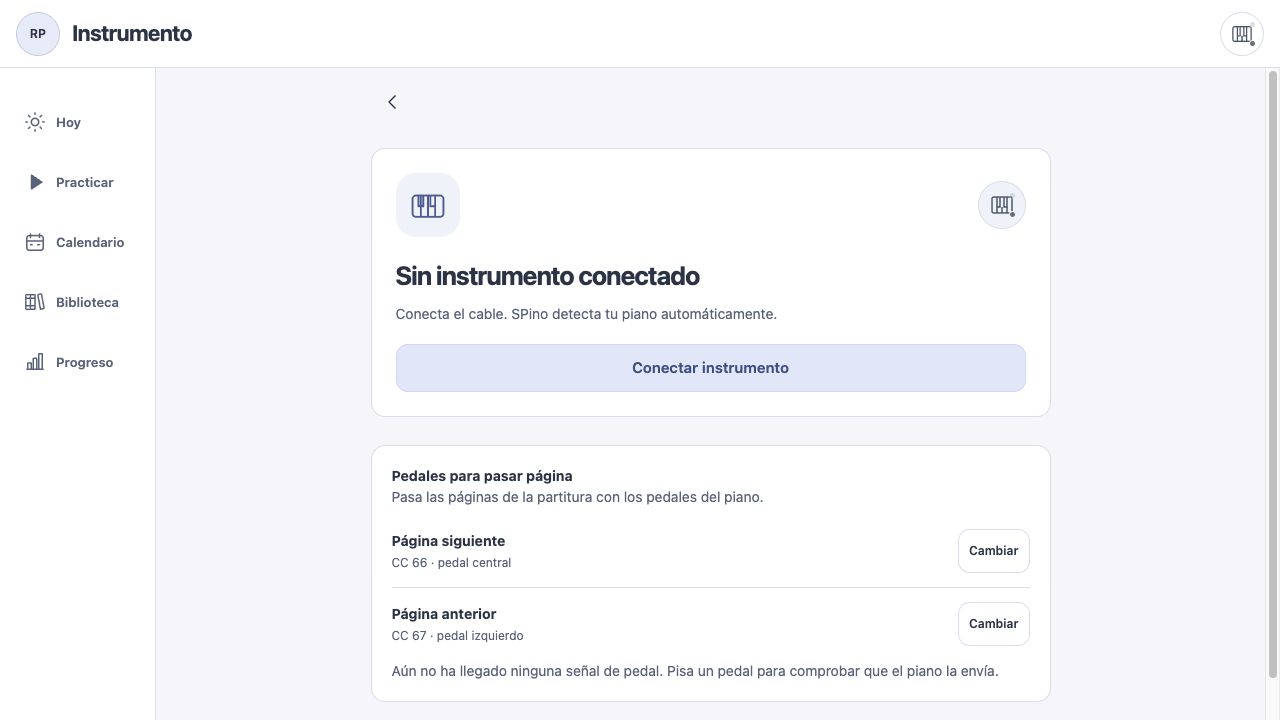 RP
Instrumento
Hoy
Practicar
Calendario
Biblioteca
Progreso
Sin instrumento conectado
Conecta el cable. SPino detecta tu piano automáticamente.
Conectar instrumento
Pedales para pasar página
Pasa las páginas de la partitura con los pedales del piano.
Página siguiente
CC 66 · pedal central
Cambiar
Página anterior
CC 67 · pedal izquierdo
Cambiar
Aún no ha llegado ninguna señal de pedal. Pisa un pedal para comprobar que el piano la envía.